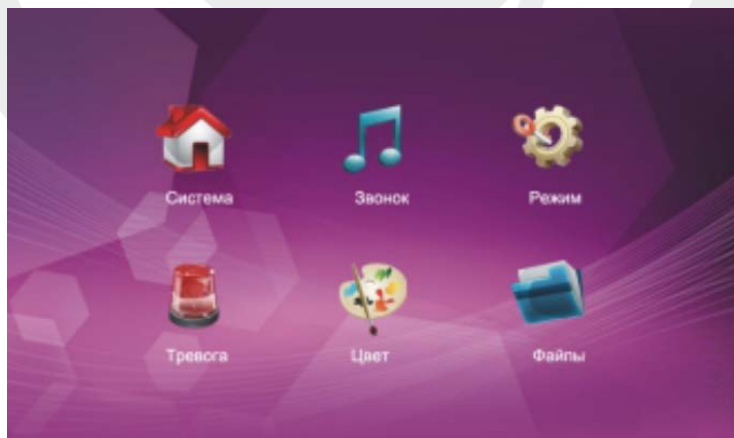 Система
Звонок
Режим
Тревога
Цвет
Файлы